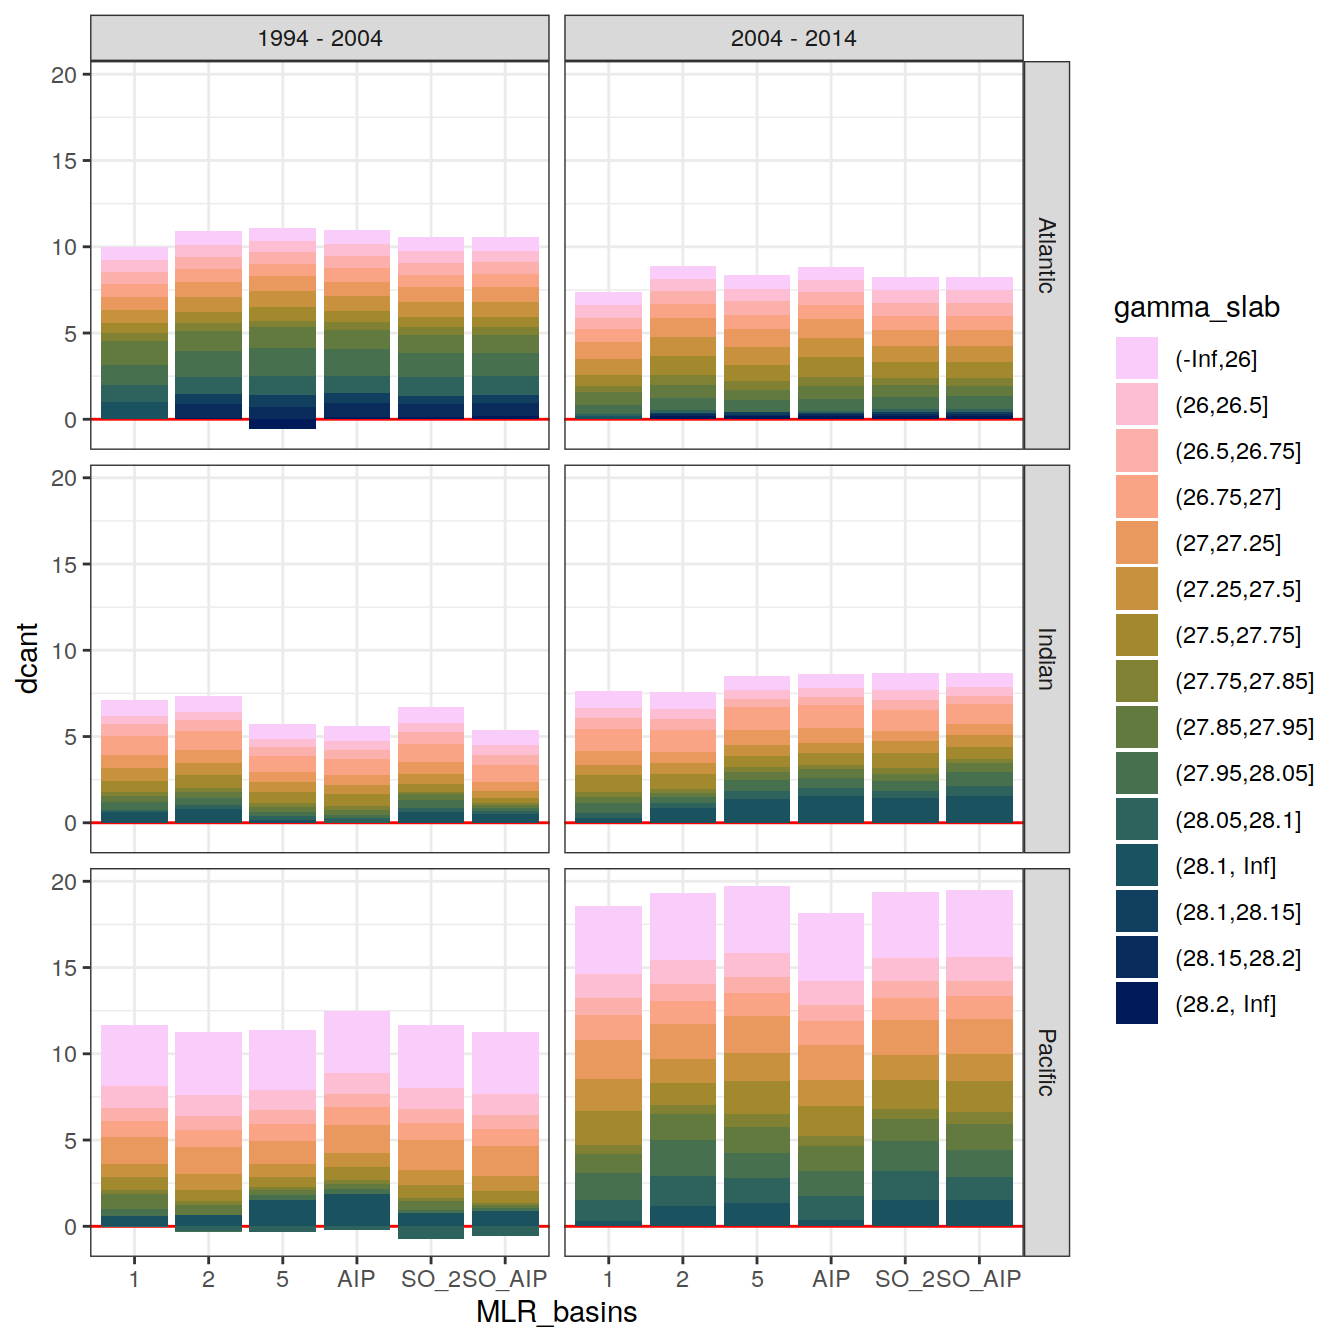 1994 - 2004
2004 - 2014
20
15
10
5
0
Atlantic
20
15
10
5
0
Indian
20
15
10
5
0
Pacific
dcant
1 2 5 AIP SO_2 SO_AIP
1 2 5 AIP SO_2 SO_AIP
MLR_basins
gamma_slab
(-Inf,26]
(26,26.5]
(26.5,26.75]
(26.75,27]
(27,27.25]
(27.25,27.5]
(27.5,27.75]
(27.75,27.85]
(27.85,27.95]
(27.95,28.05]
(28.05,28.1]
(28.1, Inf]
(28.1,28.15]
(28.15,28.2]
(28.2, Inf]